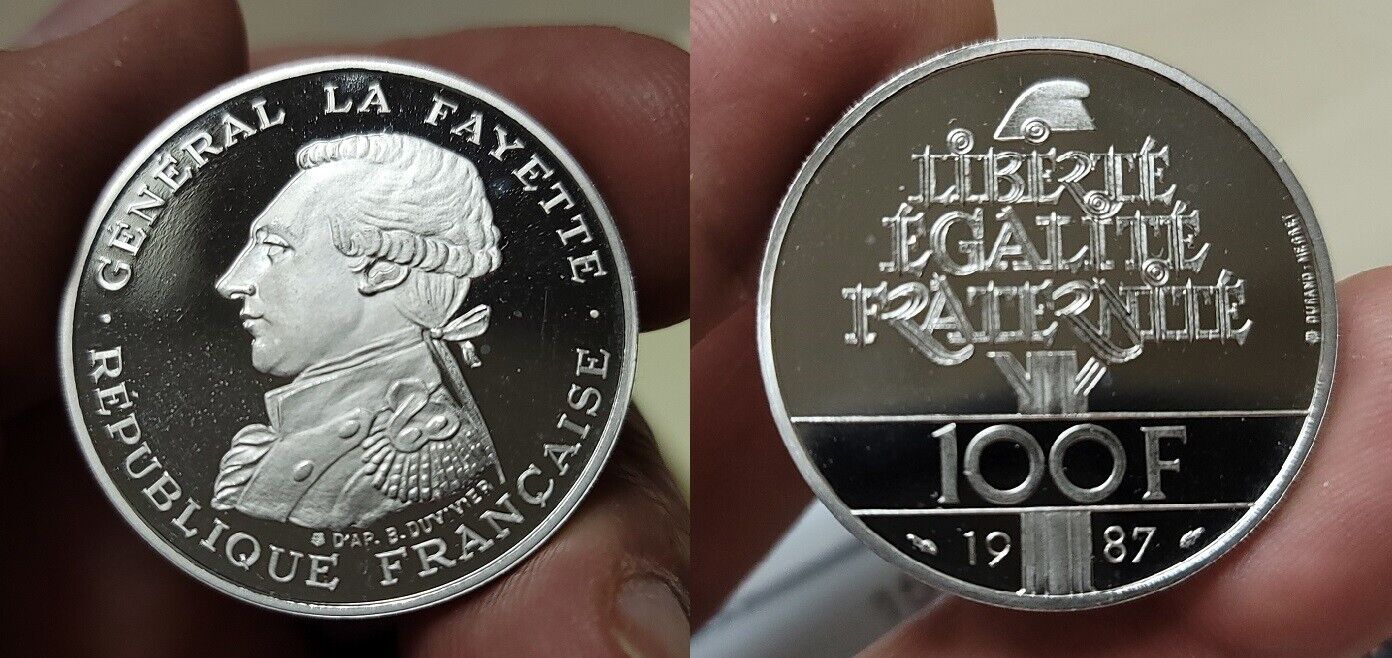 · GÉNÉRAL LA FAYETTE ·
RÉPUBLIQUE FRANÇAISE
D'AP. B. DUVIVIER
LIBERTÉ
ÉGALITÉ
FRATERNITÉ
100 F
19 87